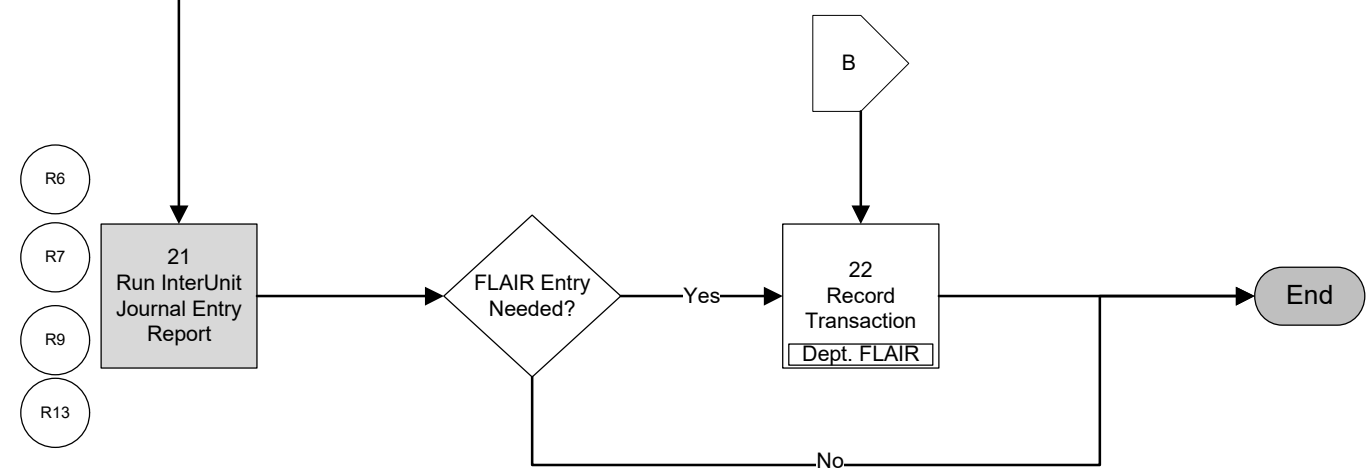 B
R6
R7
R9
R13
21
Run InterUnit
Journal Entry
Report
FLAIR Entry
Needed?
Yes
22
Record
Transaction
Dept. FLAIR
End
No